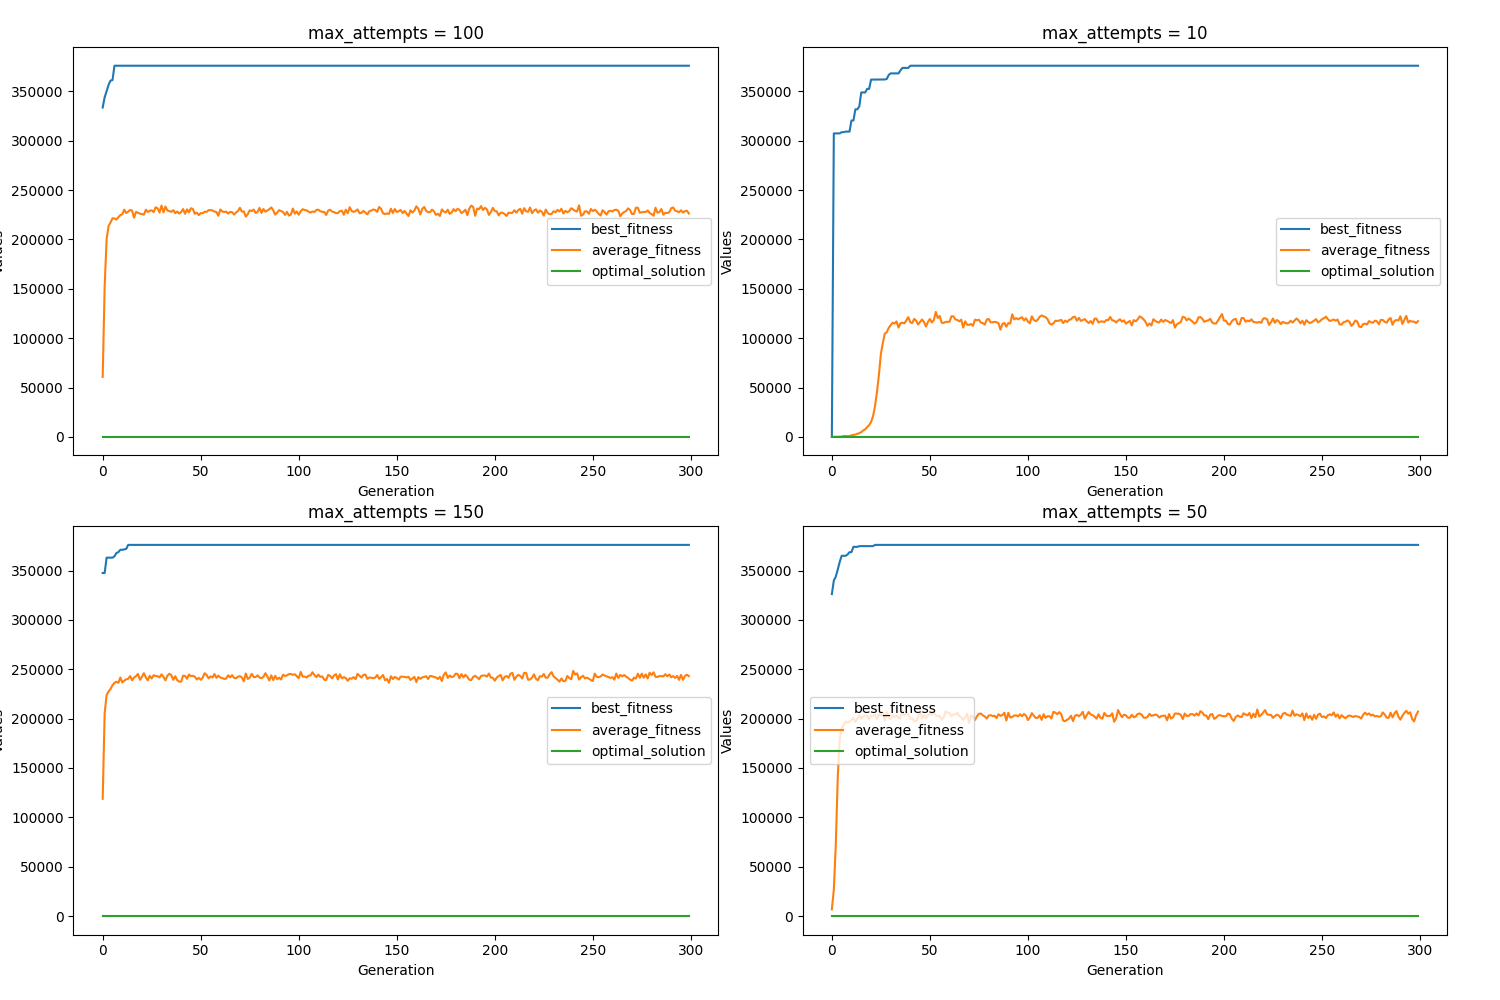 max_attempts = 100
350000
300000
250000
200000
150000
100000
50000
0
best_fitness
average_fitness
optimal_solution
0 50 100 150 200 250 300
Generation
max_attempts = 10
Values
350000
300000
250000
200000
150000
100000
50000
0
best_fitness
average_fitness
optimal_solution
0 50 100 150 200 250 300
Generation
max_attempts = 150
350000
300000
250000
200000
150000
100000
50000
0
best_fitness
average_fitness
optimal_solution
0 50 100 150 200 250 300
Generation
max_attempts = 50
Values
350000
300000
250000
200000
150000
100000
50000
0
best_fitness
average_fitness
optimal_solution
0 50 100 150 200 250 300
Generation